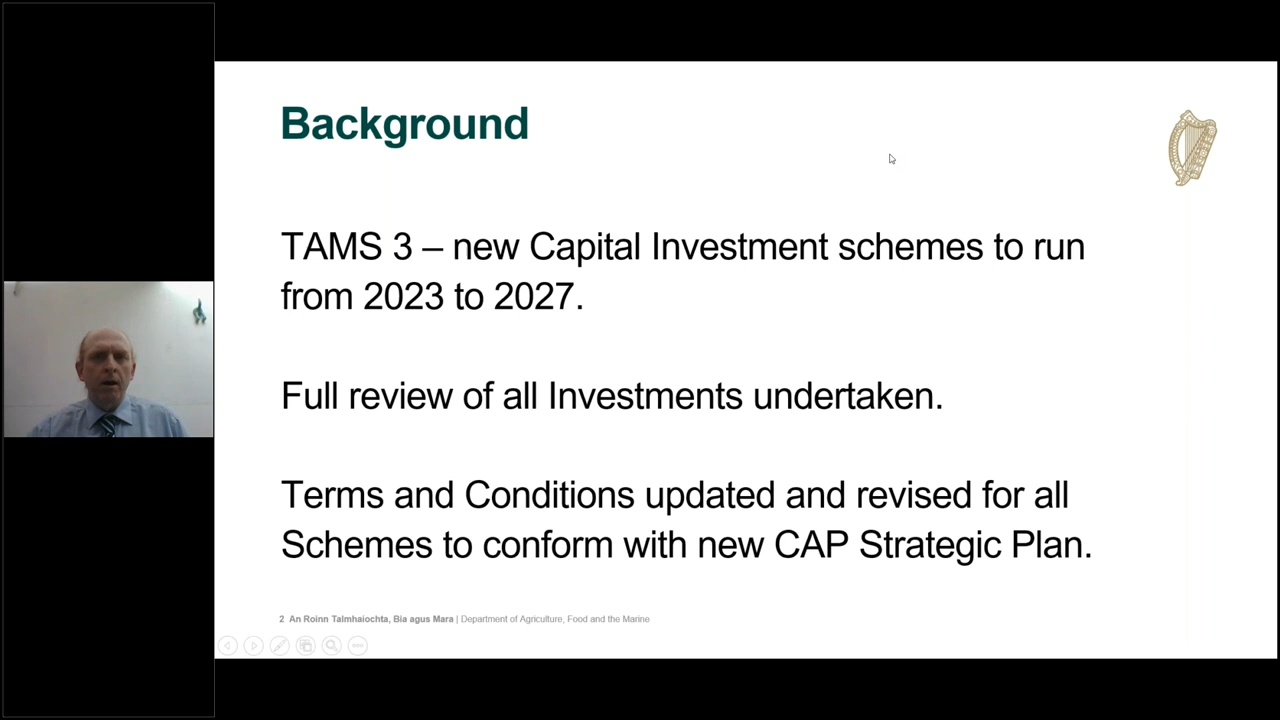 Background
TAMS 3 – new Capital Investment schemes to run
from 2023 to 2027.
Full review of all Investments undertaken.
Terms and Conditions updated and revised for all
Schemes to conform with new CAP Strategic Plan.
2 An Roinn Talmhaíochta, Bia agus Mara | Department of Agriculture, Food and the Marine